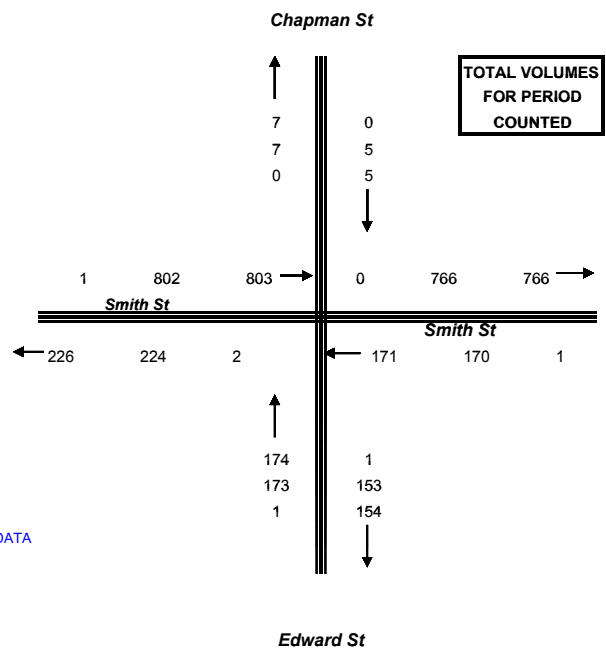 Chapman St
TOTAL VOLUMES
FOR PERIOD
COUNTED
7 0
7 5
0 5
1 802 803 0 766 766
Smith St
Smith St
226 224 2 171 170 1
174 1
173 153
1 154
DATA
Edward St